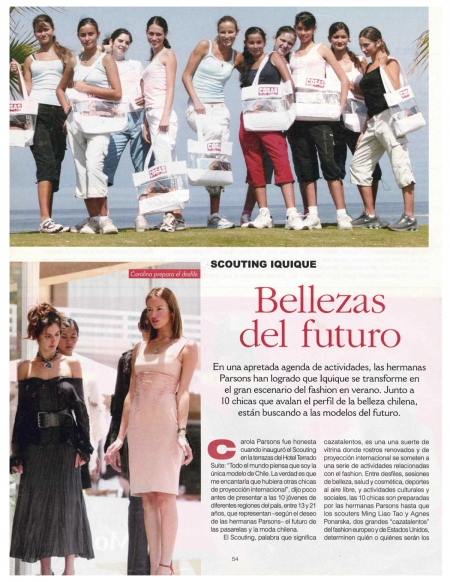 COSAS
COSAS
COSAS
COSAS
COSAS
COSAS
Carolina prepara el desfile
SCOUTING IQUIQUE
Bellezas
del futuro
En una apretada agenda de actividades, las hermanas
Parsons han logrado que Iquique se transforme en
el gran escenario del fashion en verano. Junto a
10 chicas que avalan el perfil de la belleza chilena,
están buscando a las modelos del futuro.
Carola Parsons fue honesta
cuando inauguró el Scouting
en la terrazas del Hotel Terrado
Suite: "Todo el mundo piensa que soy la
única modelo de Chile. La verdad es que
me encantaría que hubiera otras chicas
de proyección internacional", dijo poco
antes de presentar a las 10 jóvenes de
diferentes regiones del país, entre 13 y 21
años, que representan –según el deseo
de las hermanas Parsons– el futuro de
las pasarelas y la moda chilena.
El Scouting, palabra que significa
cazatalentos, es una una suerte de
vitrina donde rostros renovados y de
proyección internacional se someten a
una serie de actividades relacionadas
con el fashion. Entre desfiles, sesiones
de belleza, salud y cosmética, deportes
al aire libre, y actividades culturales y
sociales, las 10 chicas son preparadas
por las hermanas Parsons hasta que
los scouters Ming Liao Tao y Agnes
Ponarska, dos grandes "cazatalentos"
del fashion europeo y de Estados Unidos,
determinen quién o quiénes serán los
54